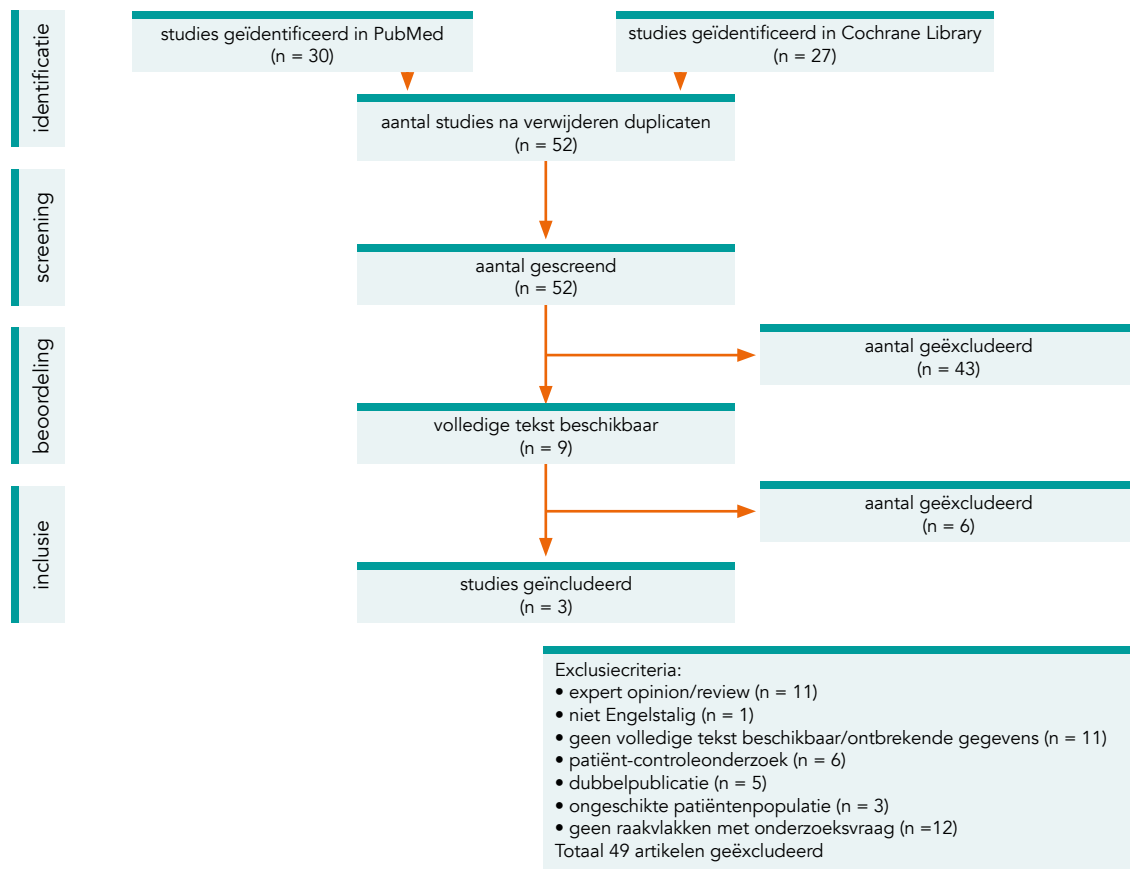 identificatie
studies geïdentificeerd in PubMed
(n = 30)
studies geïdentificeerd in Cochrane Library
(n = 27)
aantal studies na verwijderen duplicaten
(n = 52)
screening
aantal gescreend
(n = 52)
beoordeling
aantal geëxcludeerd
(n = 43)
volledige tekst beschikbaar
(n = 9)
inclusie
aantal geëxcludeerd
(n = 6)
studies geïncludeerd
(n = 3)
Exclusiecriteria:
• expert opinion/review (n = 11)
• niet Engelstalig (n = 1)
• geen volledige tekst beschikbaar/ontbrekende gegevens (n = 11)
• patiënt-controleonderzoek (n = 6)
• dubbelpublicatie (n = 5)
• ongeschikte patiëntenpopulatie (n = 3)
• geen raakvlakken met onderzoeksvraag (n =12)
Totaal 49 artikelen geëxcludeerd